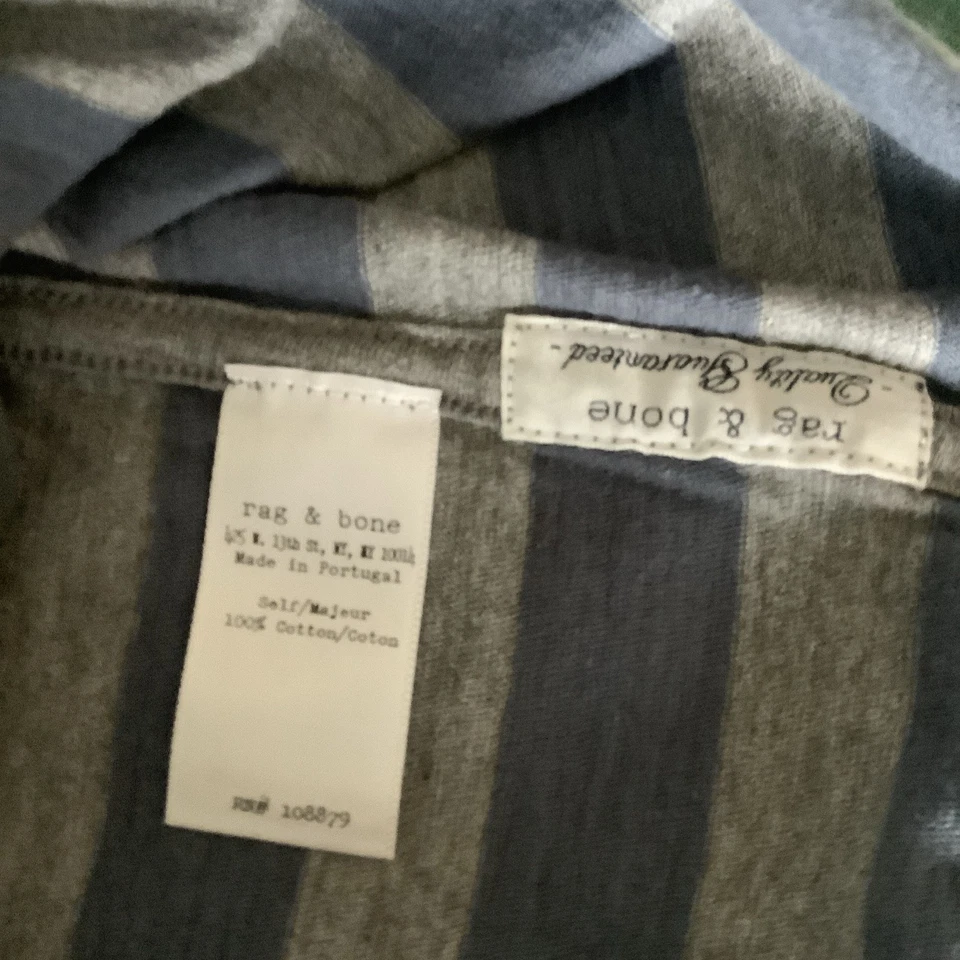 rag & bone
- Quality Guaranteed -
rag & bone
425 W. 13th St, NY, NY 10014
Made in Portugal
Self/Majeur
100% Cotton/Coton
RN# 108879